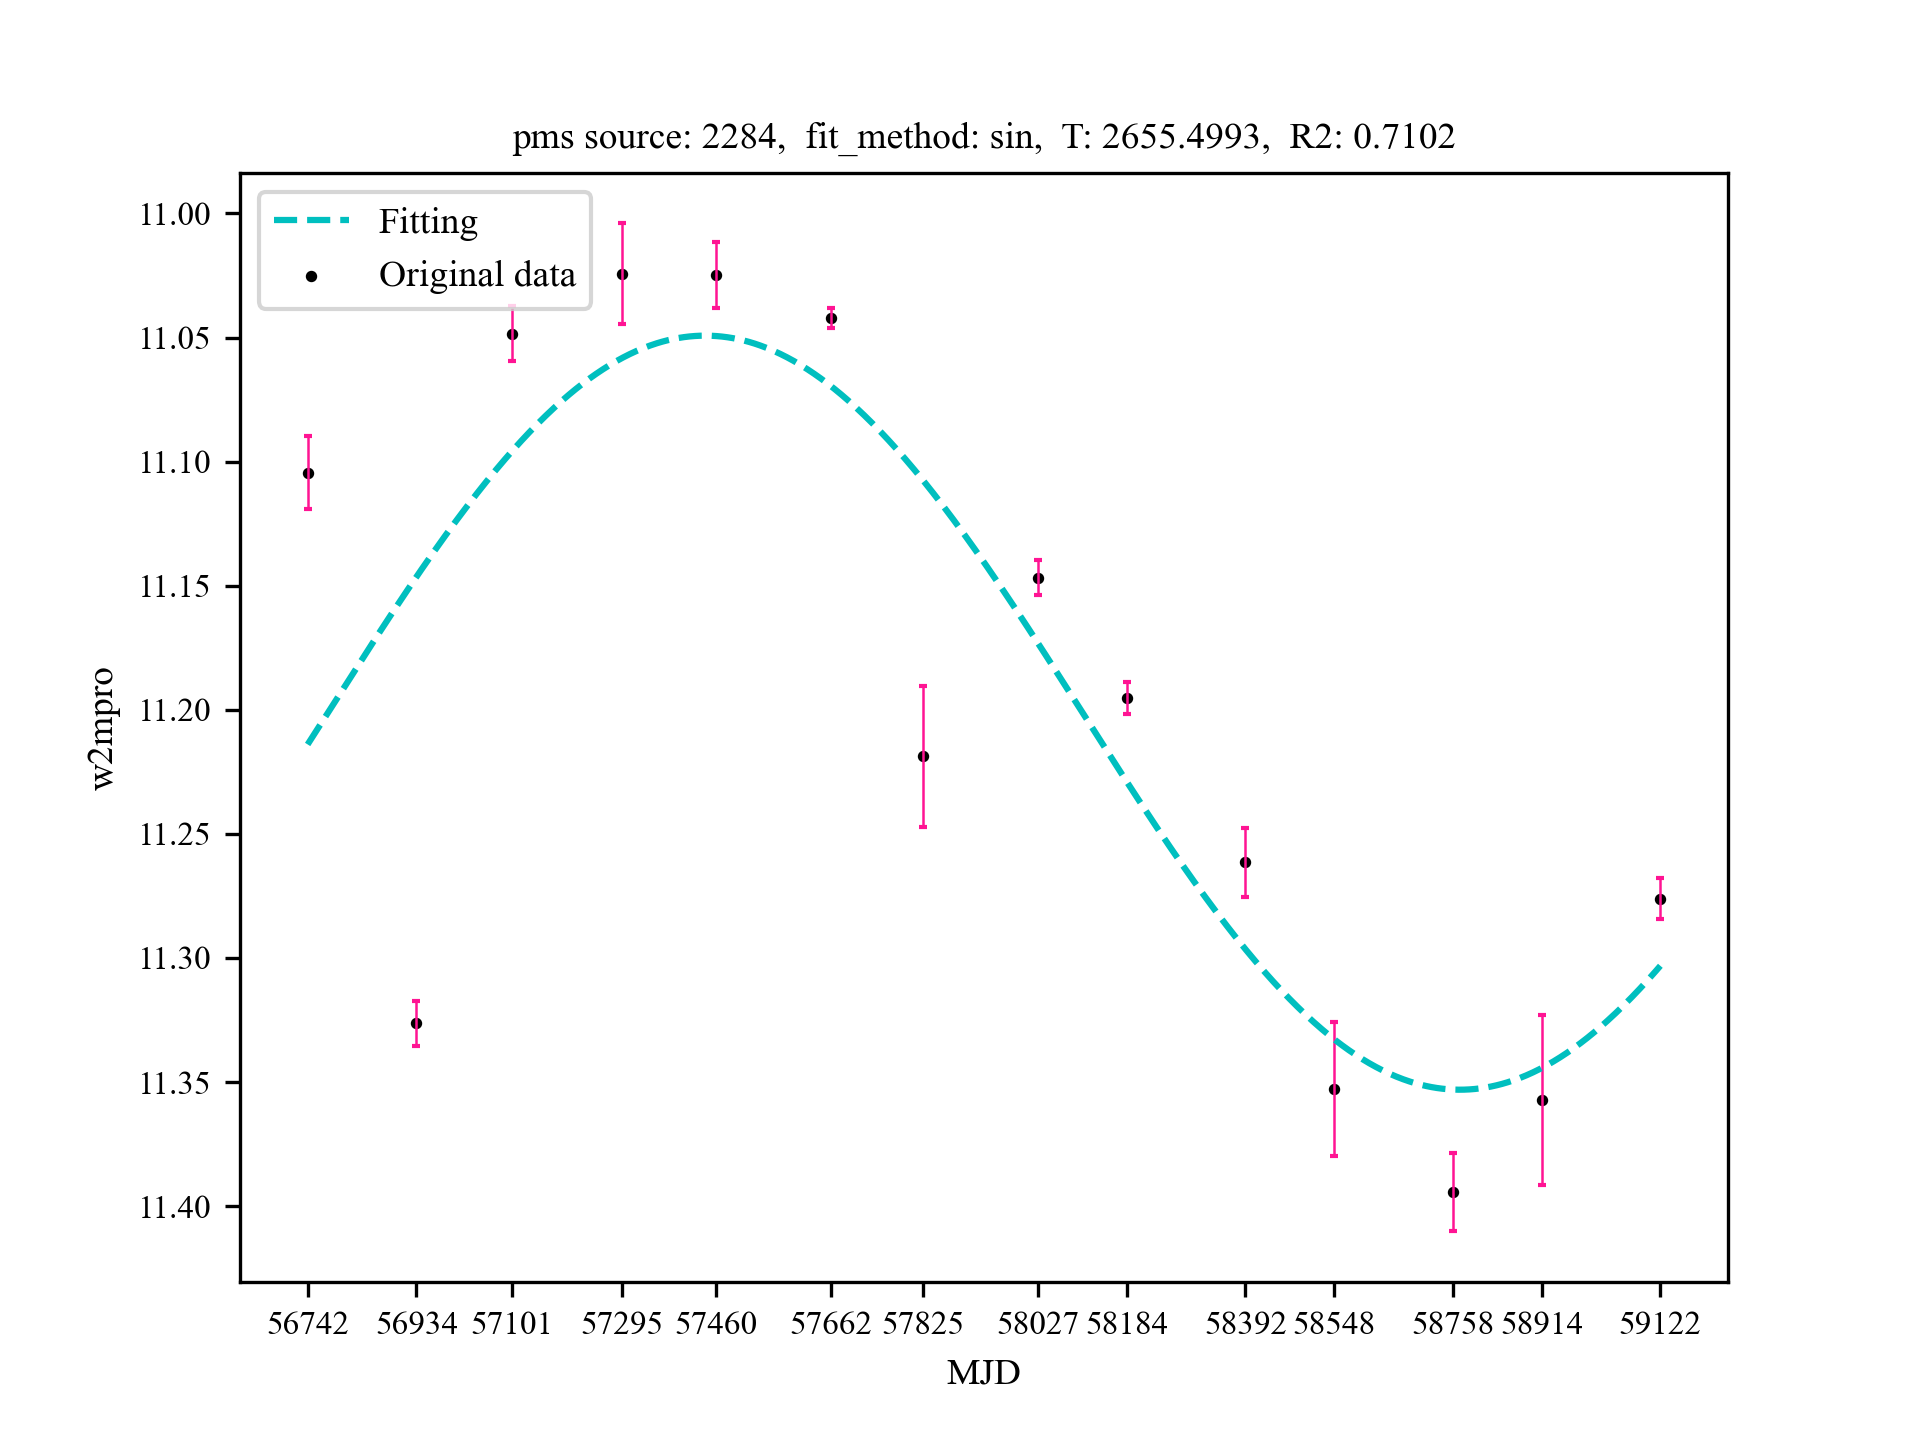 pms source: 2284,  fit_method: sin,  T: 2655.4993,  R2: 0.7102
Fitting
Original data
11.00
11.05
11.10
11.15
11.20
11.25
11.30
11.35
11.40
w2mpro
56742 56934 57101 57295 57460 57662 57825 58027 58184 58392 58548 58758 58914 59122
MJD